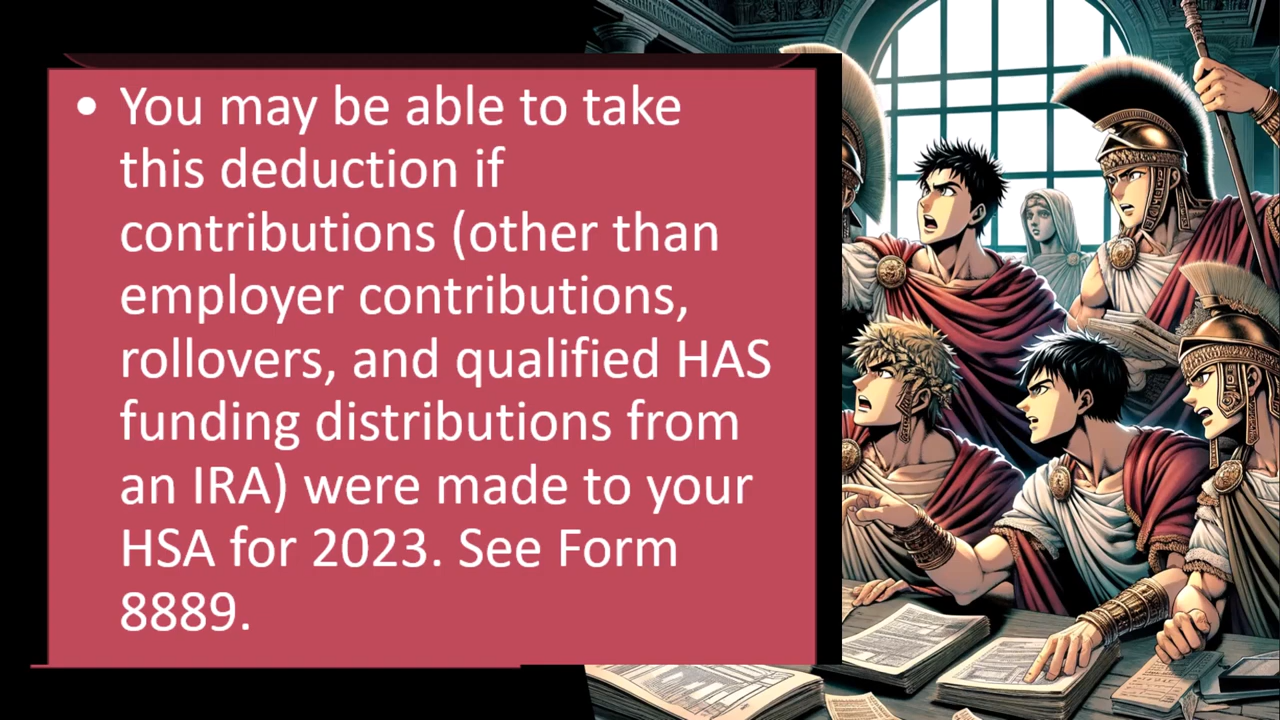 • You may be able to take
this deduction if
contributions (other than
employer contributions,
rollovers, and qualified HAS
funding distributions from
an IRA) were made to your
HSA for 2023. See Form
8889.